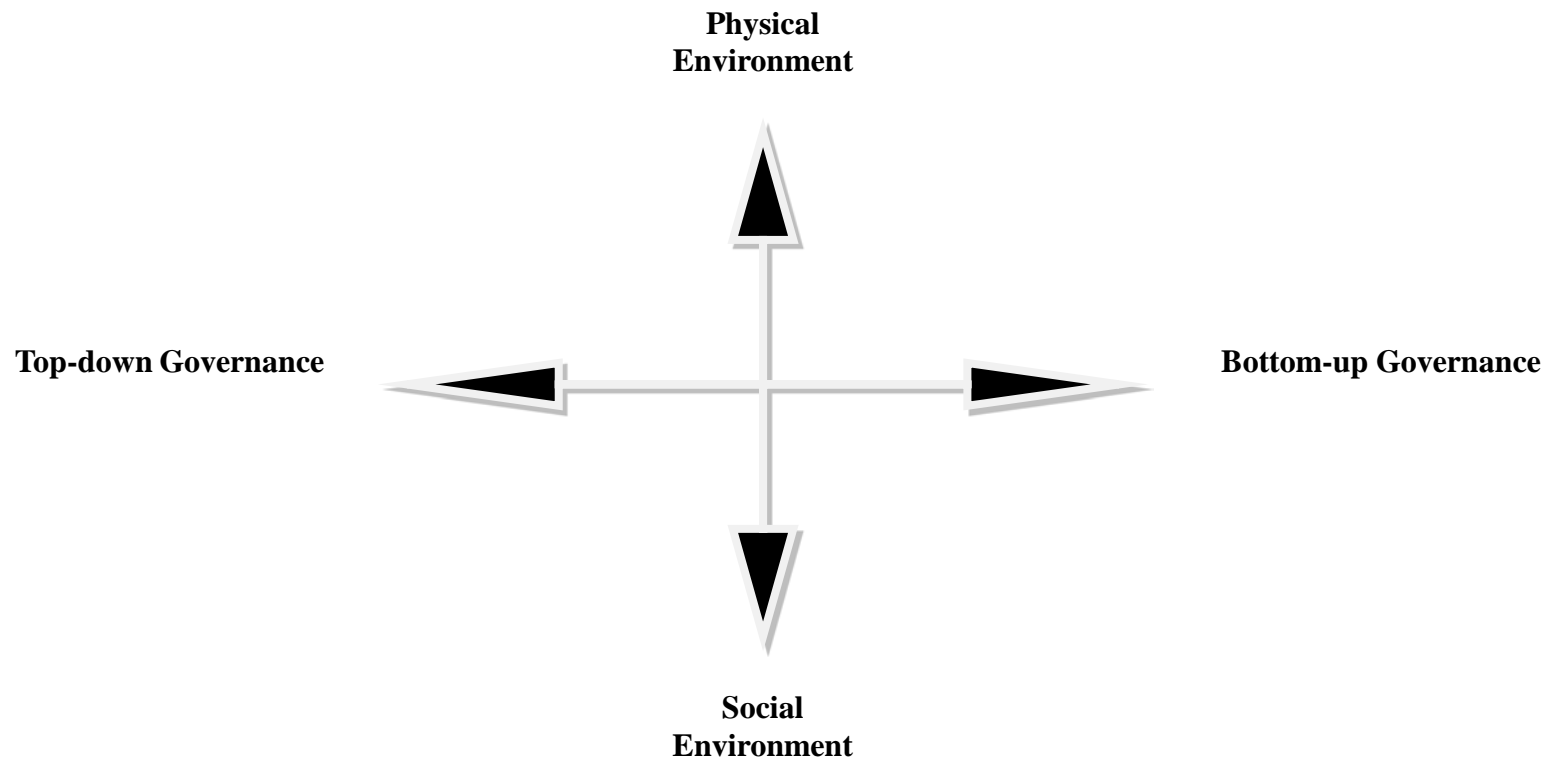 Physical
Environment
Top-down Governance
Bottom-up Governance
Social
Environment